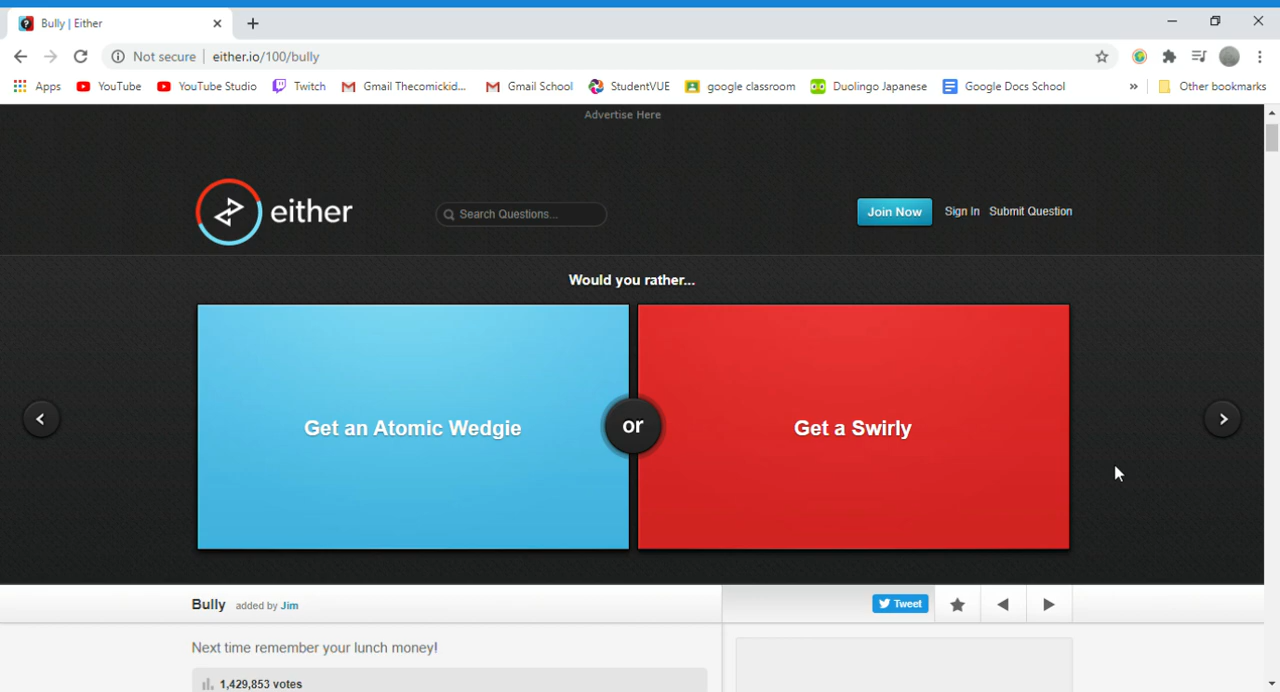 Bully | Either
Not secure
either.io/100/bully
Apps
YouTube
YouTube Studio
Twitch
Gmail Thecomickid...
Gmail School
StudentVUE
google classroom
Duolingo Japanese
Google Docs School
»
Other bookmarks
Advertise Here
either
Search Questions...
Join Now
Sign In
Submit Question
Would you rather...
Get an Atomic Wedgie
or
Get a Swirly
Bully added by Jim
Tweet
Next time remember your lunch money!
1,429,853 votes